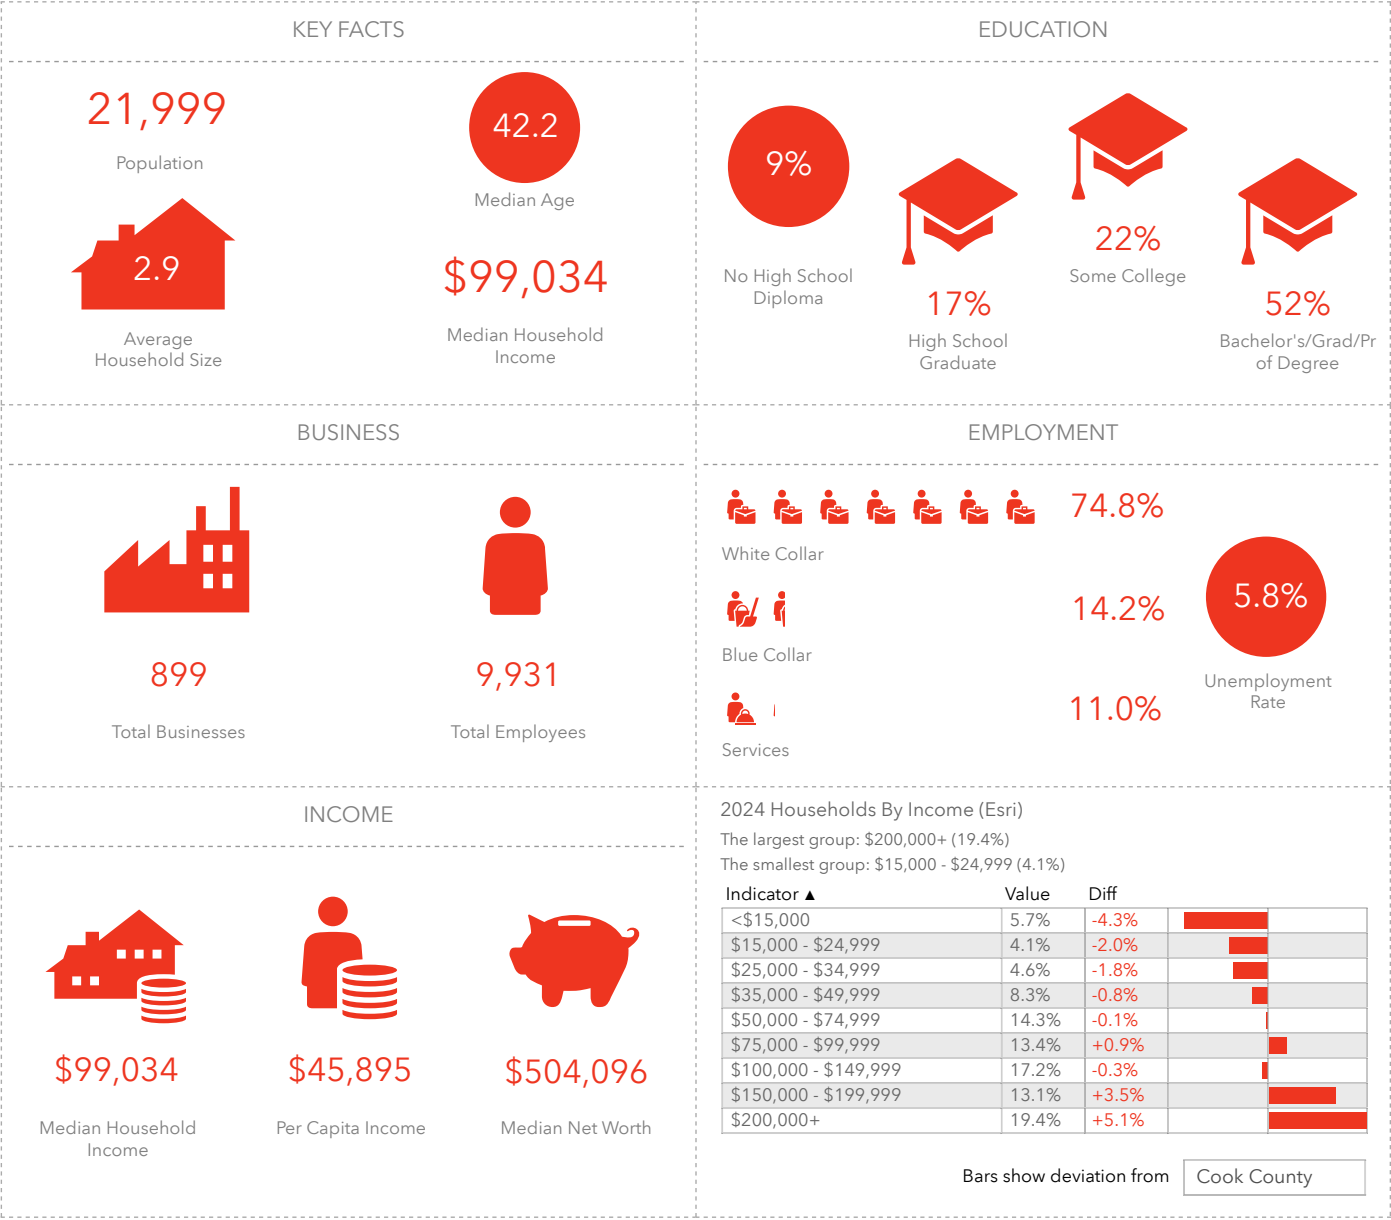 KEY FACTS
21,999
Population
42.2
Median Age
2.9
Average
Household Size
$99,034
Median Household
Income
EDUCATION
9%
No High School
Diploma
17%
High School
Graduate
22%
Some College
52%
Bachelor's/Grad/Pr
of Degree
BUSINESS
899
Total Businesses
9,931
Total Employees
EMPLOYMENT
74.8%
White Collar
14.2%
Blue Collar
11.0%
Services
5.8%
Unemployment
Rate
INCOME
$99,034
Median Household
Income
$45,895
Per Capita Income
$504,096
Median Net Worth
2024 Households By Income (Esri)
The largest group: $200,000+ (19.4%)
The smallest group: $15,000 - $24,999 (4.1%)
Indicator ▲ Value Diff
<$15,000 5.7% -4.3%
$15,000 - $24,999 4.1% -2.0%
$25,000 - $34,999 4.6% -1.8%
$35,000 - $49,999 8.3% -0.8%
$50,000 - $74,999 14.3% -0.1%
$75,000 - $99,999 13.4% +0.9%
$100,000 - $149,999 17.2% -0.3%
$150,000 - $199,999 13.1% +3.5%
$200,000+ 19.4% +5.1%
Bars show deviation from Cook County